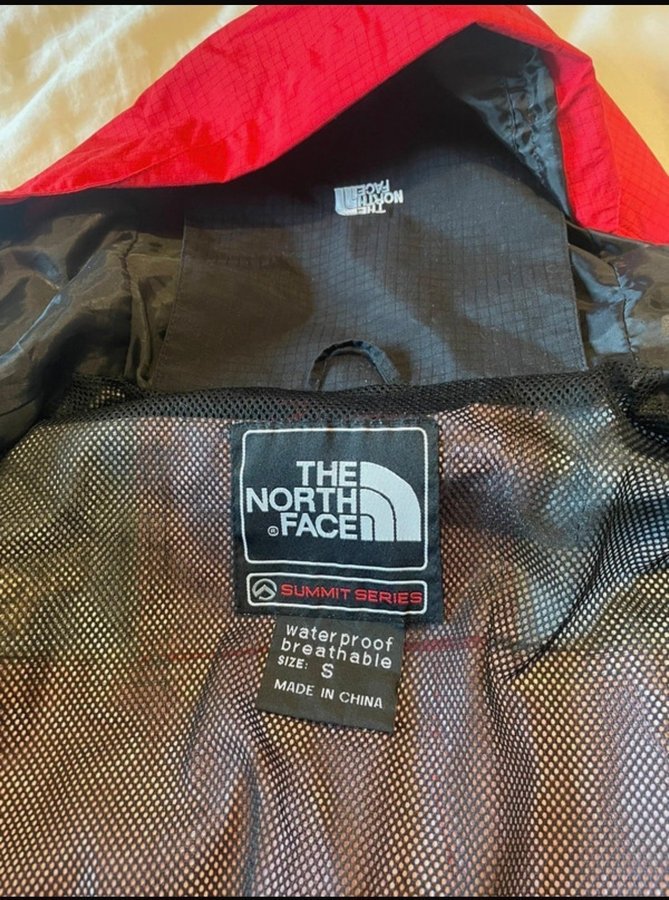 THE
NORTH
FACE
THE
NORTH
® FACE
SUMMIT SERIES
waterproof
breathable
SIZE: S
MADE IN CHINA